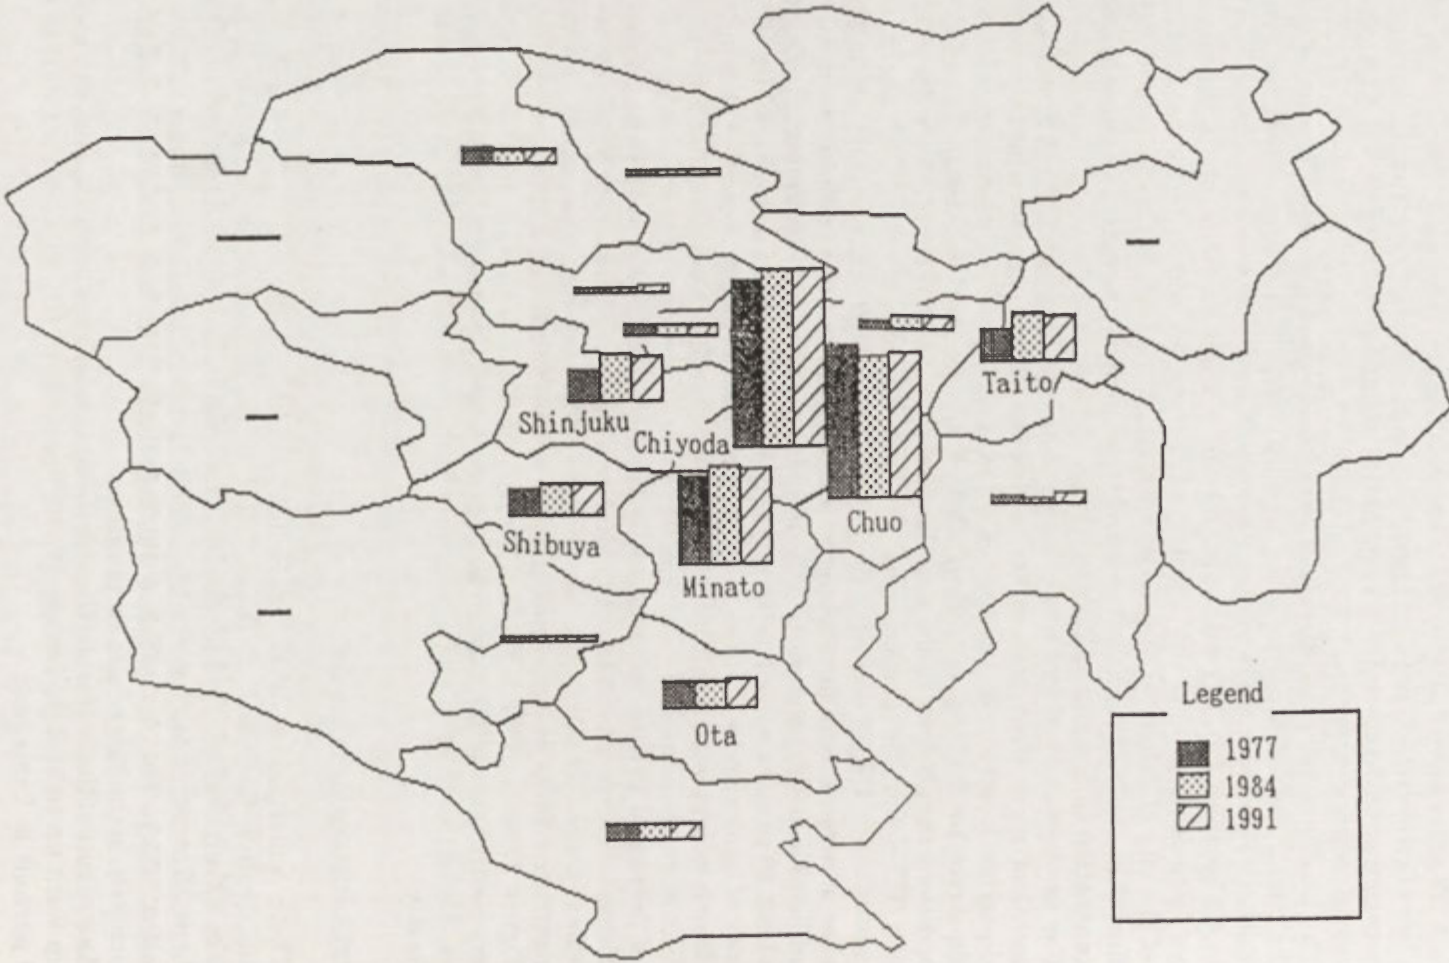 Taito
Shinjuku
Chiyoda
Chuo
Shibuya
Minato
Ota
Legend
1977
1984
1991